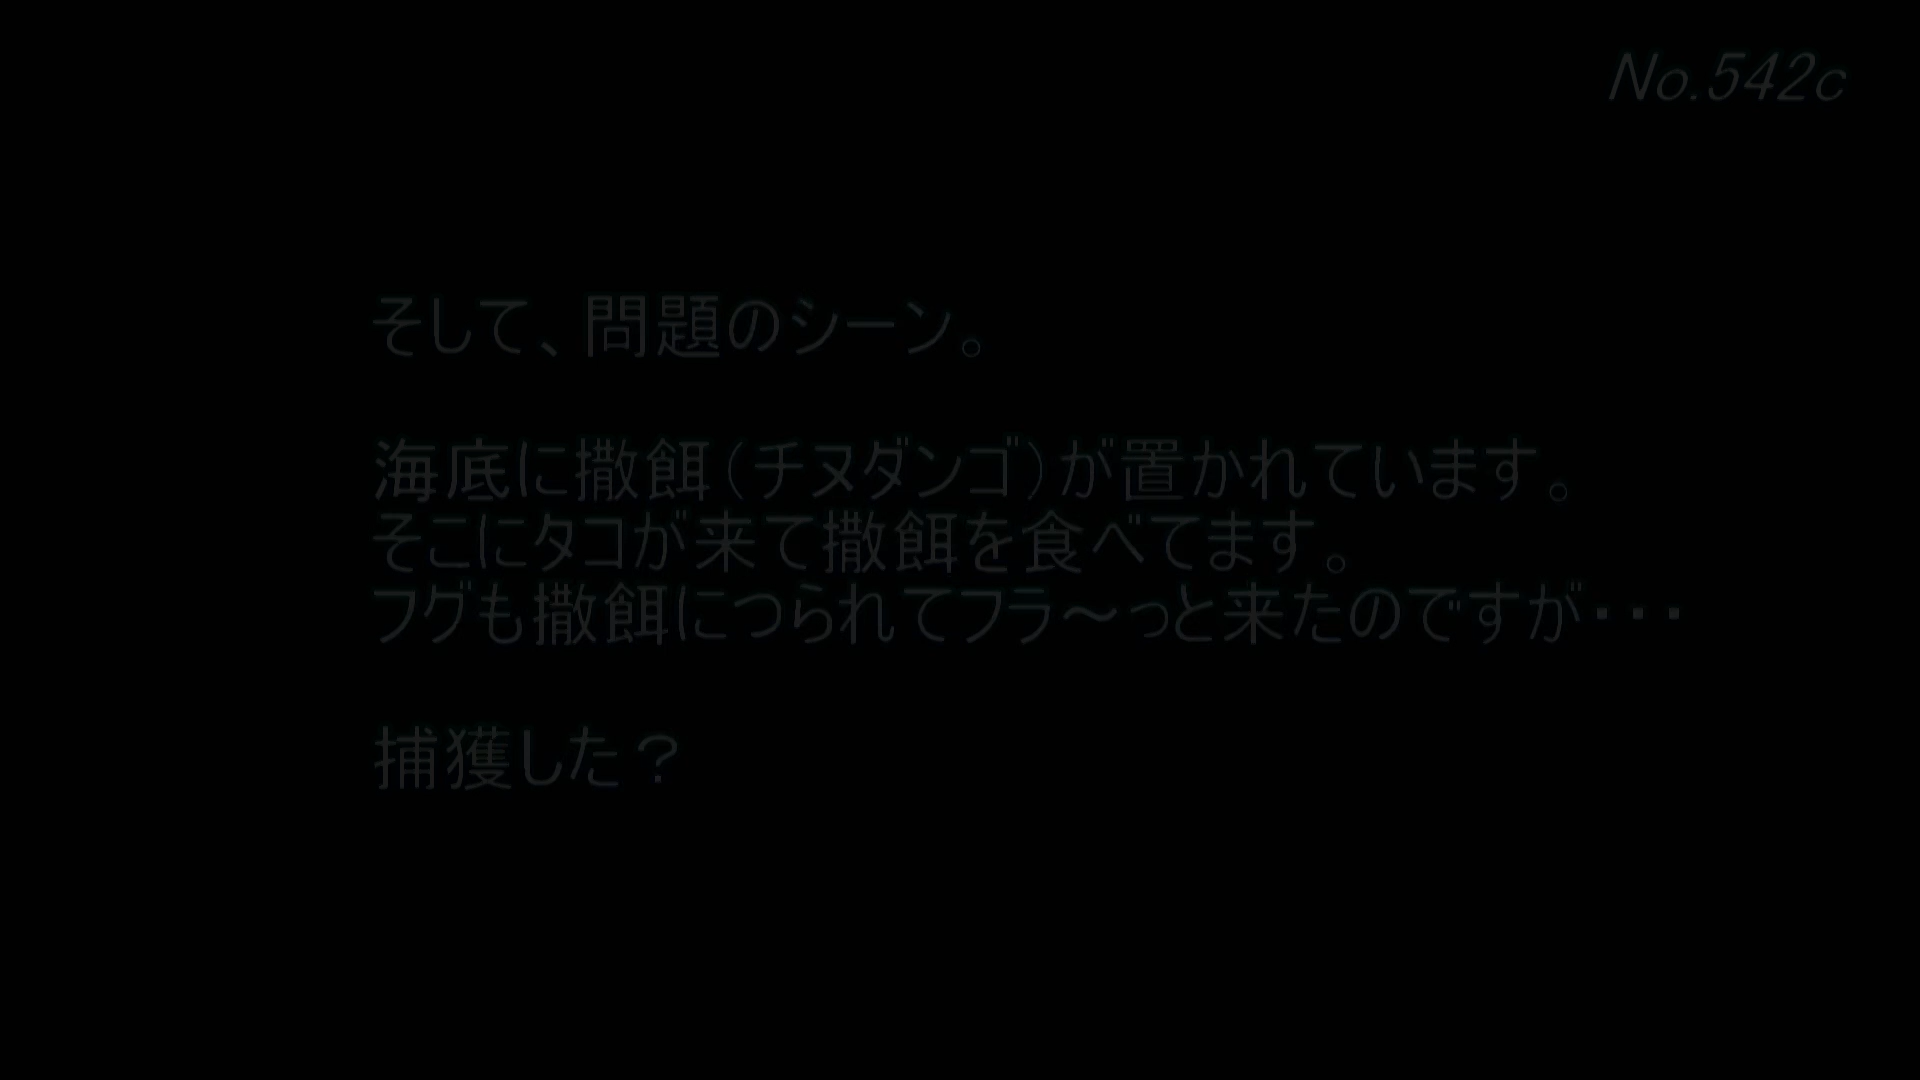 No.542c
そして、問題のシーン。
海底に撒餌(チヌダンゴ)が置かれています。
そこにタコが来て撒餌を食べてます。
フグも撒餌につられてフラ～っと来たのですが・・・
捕獲した？